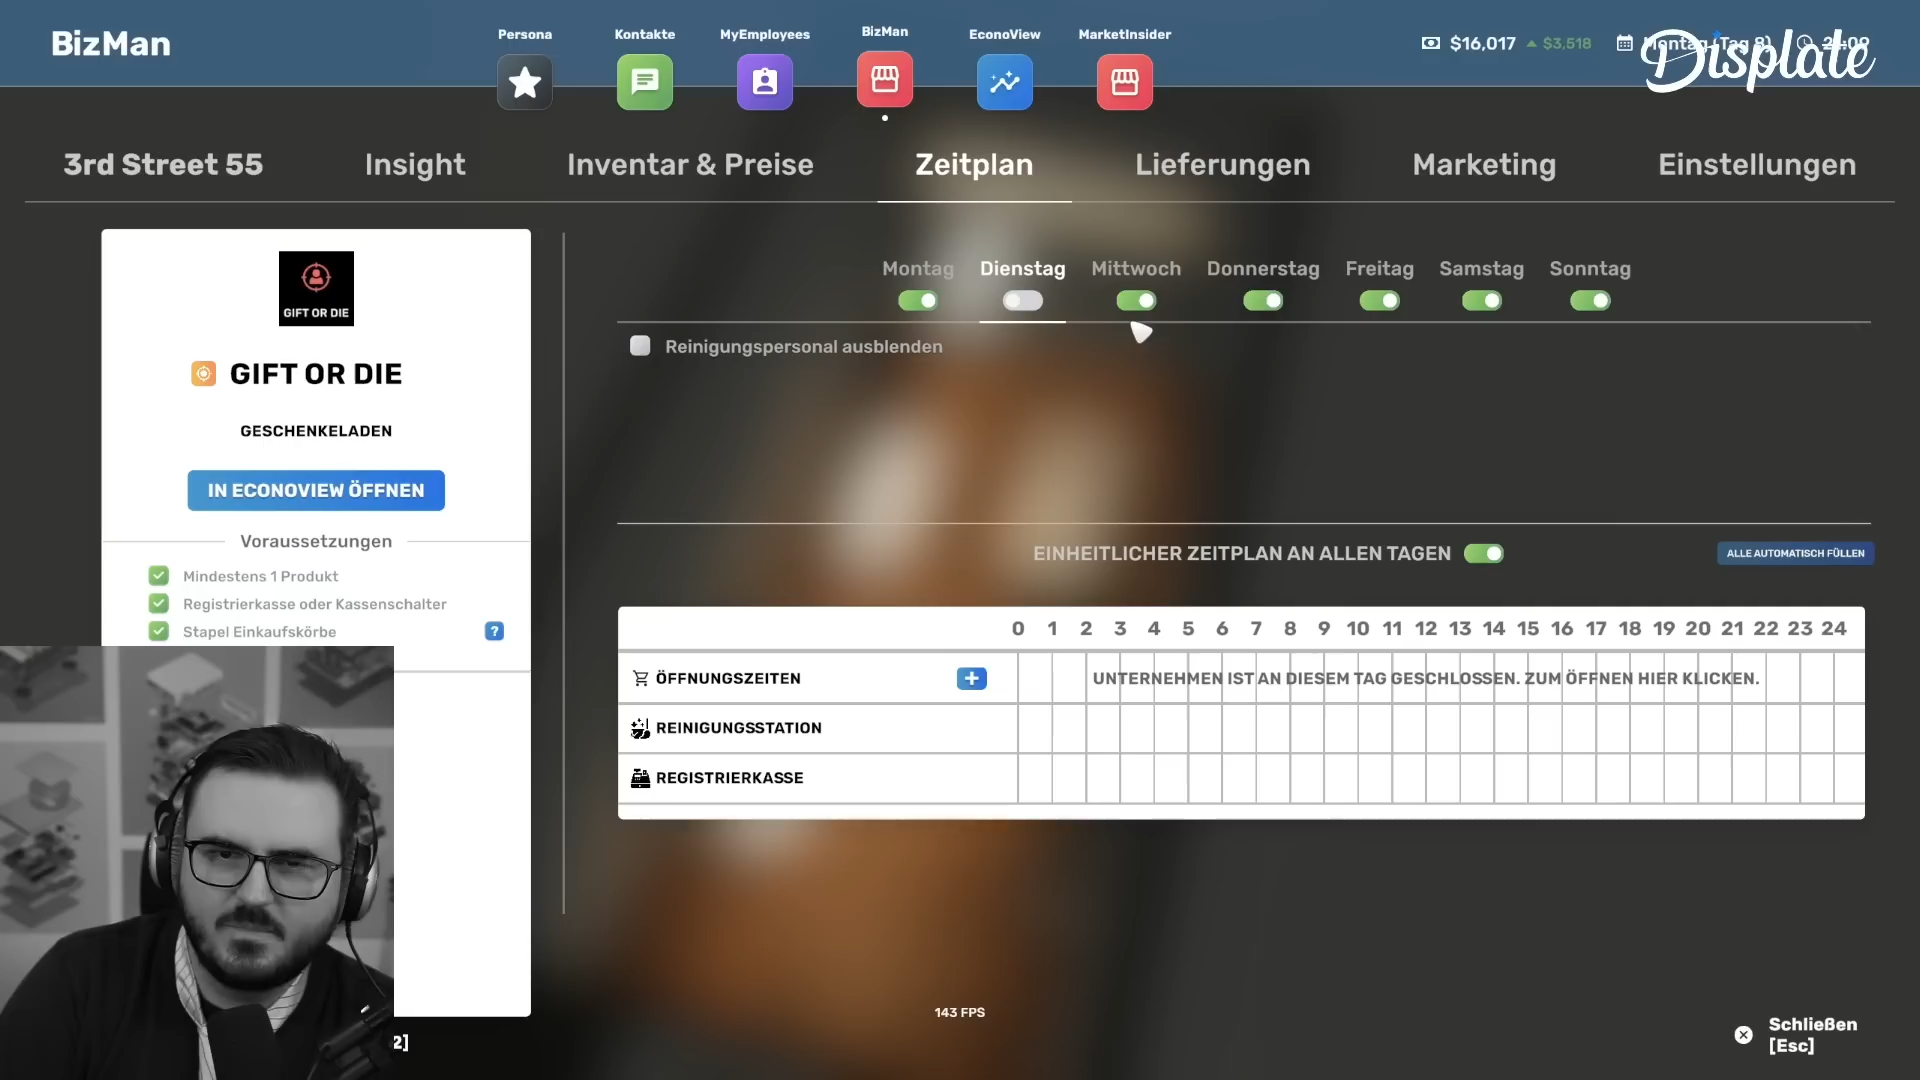 BizMan
Persona
Kontakte
MyEmployees
BizMan
EconoView
MarketInsider
$16,017
$3,518
Montag (Tag 8)
Displate
3rd Street 55
Insight
Inventar & Preise
Zeitplan
Lieferungen
Marketing
Einstellungen
GIFT OR DIE
GIFT OR DIE
GESCHENKELADEN
IN ECONOVIEW ÖFFNEN
Voraussetzungen
Mindestens 1 Produkt
Registrierkasse oder Kassenschalter
Stapel Einkaufskörbe
?
Montag
Dienstag
Mittwoch
Donnerstag
Freitag
Samstag
Sonntag
Reinigungspersonal ausblenden
EINHEITLICHER ZEITPLAN AN ALLEN TAGEN
ALLE AUTOMATISCH FÜLLEN
0 1 2 3 4 5 6 7 8 9 10 11 12 13 14 15 16 17 18 19 20 21 22 23 24
ÖFFNUNGSZEITEN
UNTERNEHMEN IST AN DIESEM TAG GESCHLOSSEN. ZUM ÖFFNEN HIER KLICKEN.
REINIGUNGSSTATION
REGISTRIERKASSE
143 FPS
2]
Schließen
[Esc]